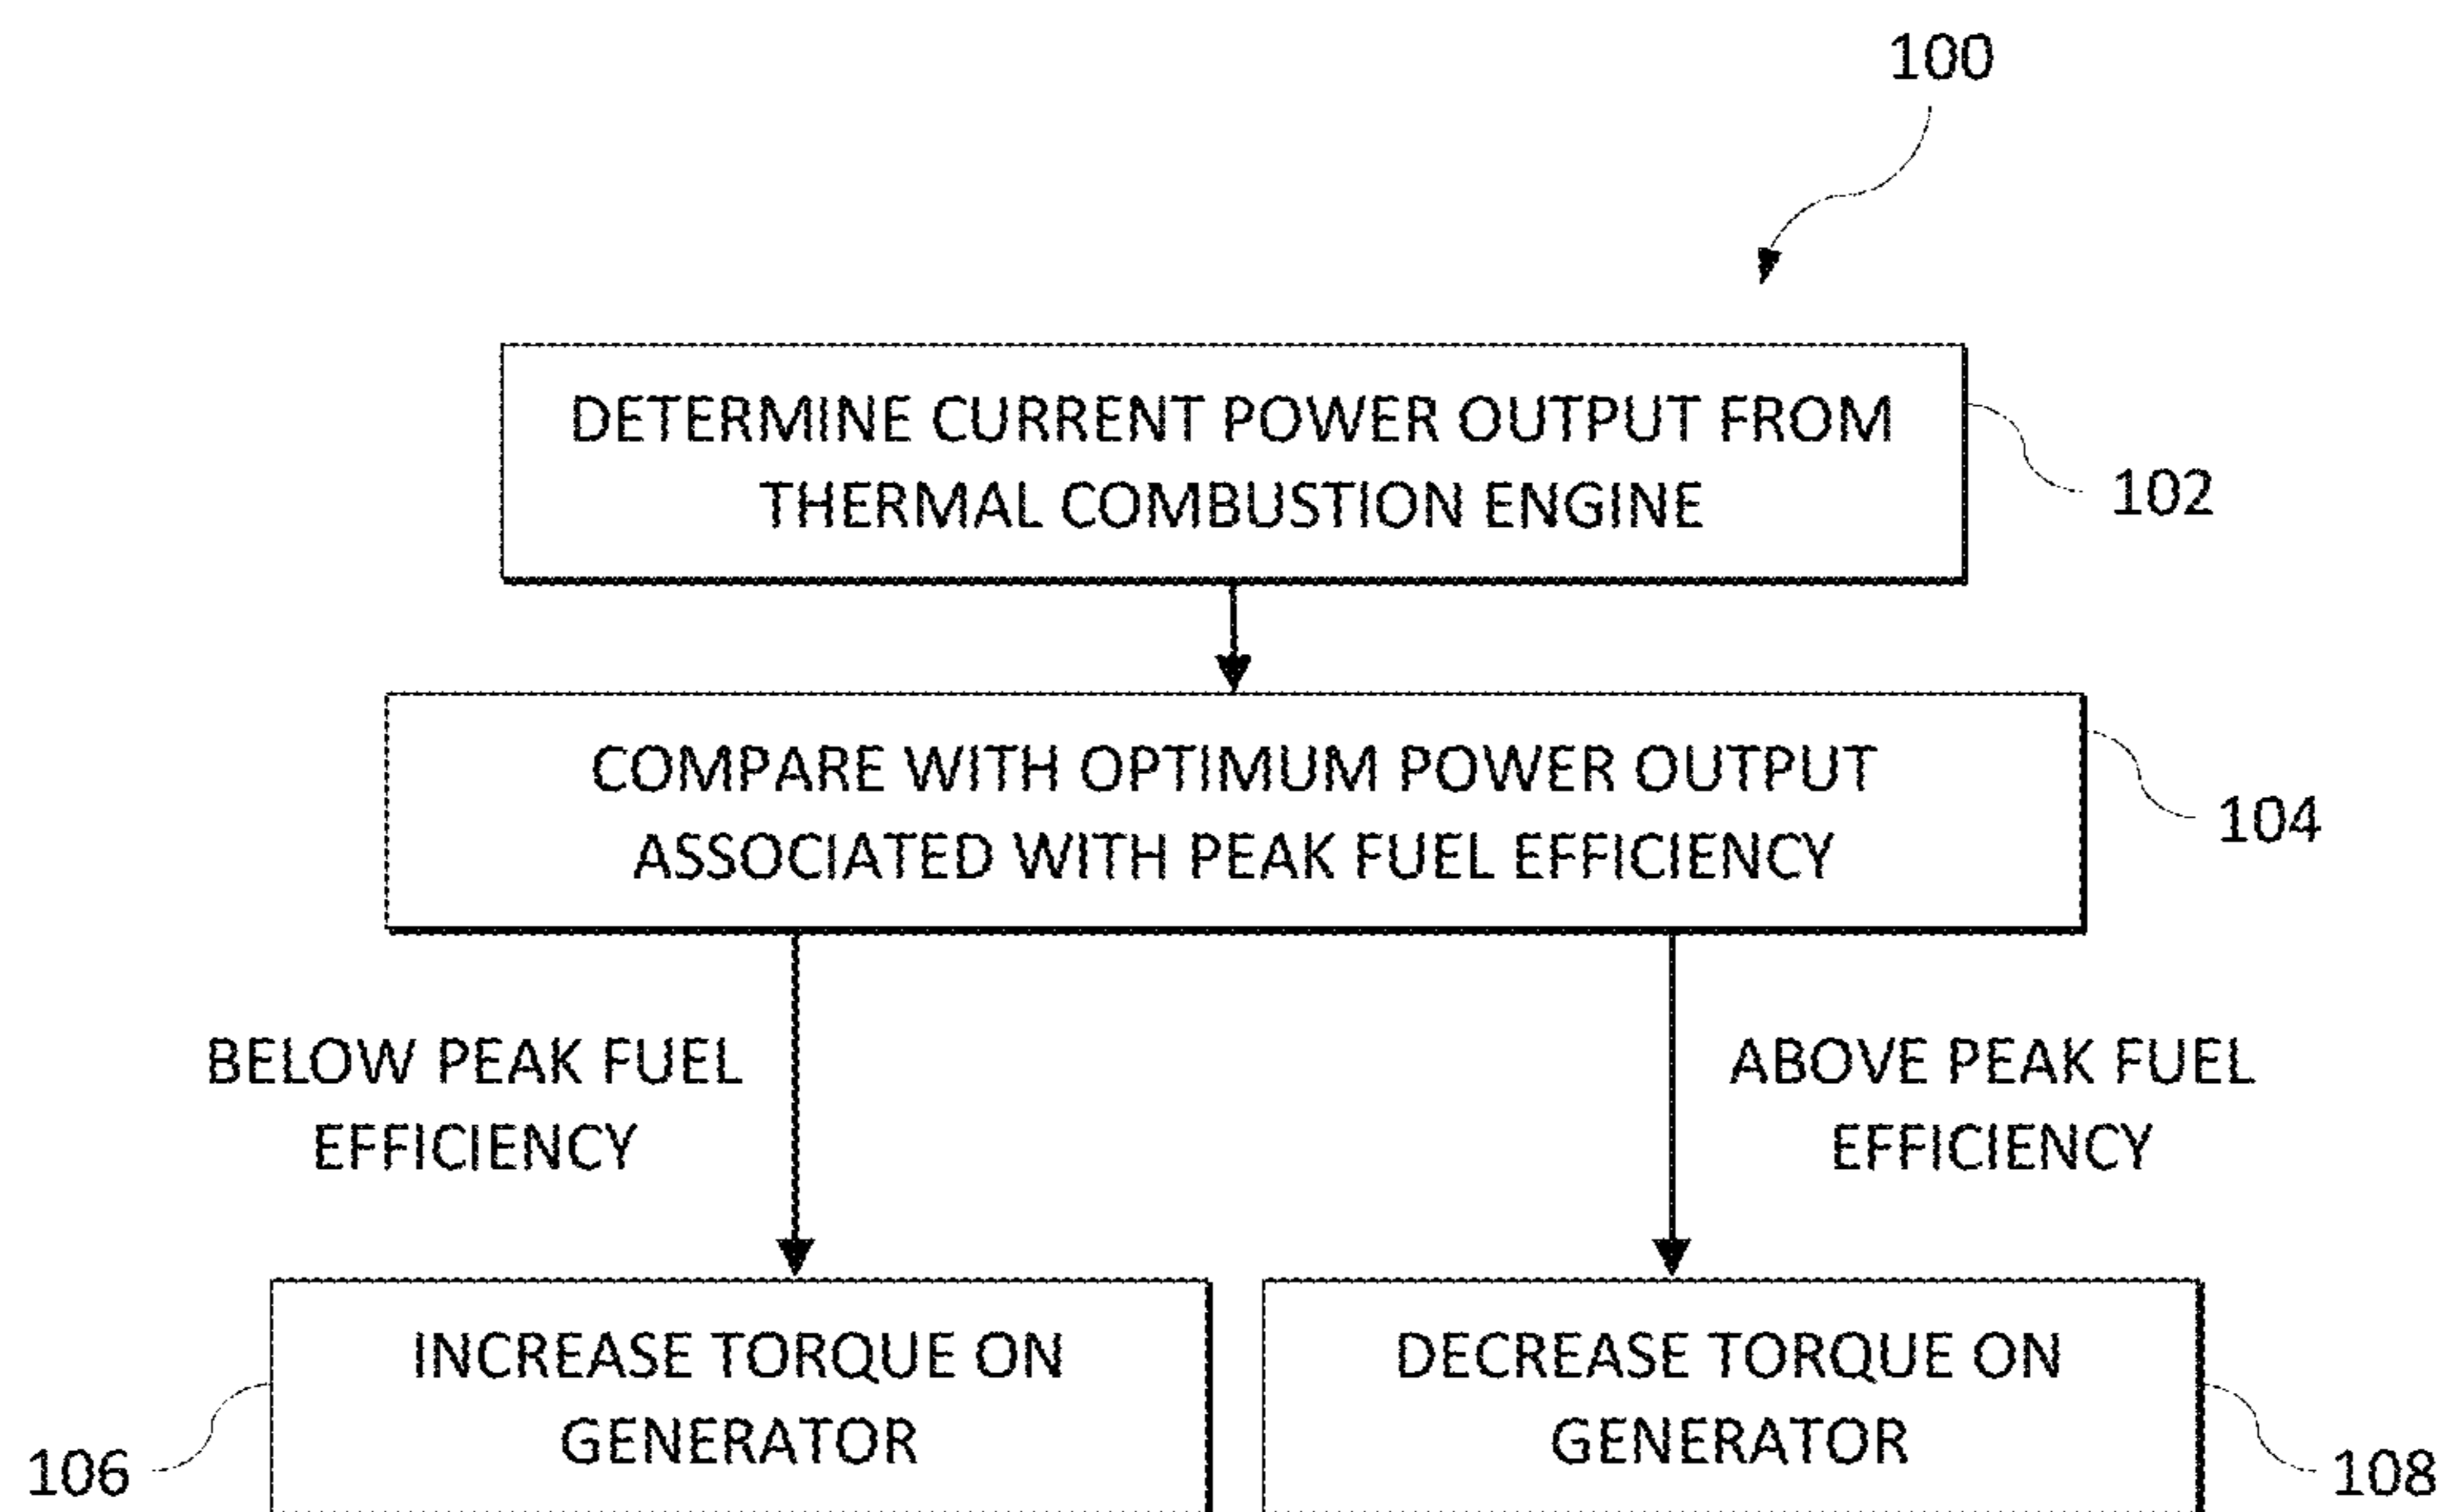 100
DETERMINE CURRENT POWER OUTPUT FROM
THERMAL COMBUSTION ENGINE
102
COMPARE WITH OPTIMUM POWER OUTPUT
ASSOCIATED WITH PEAK FUEL EFFICIENCY
104
BELOW PEAK FUEL
EFFICIENCY
ABOVE PEAK FUEL
EFFICIENCY
INCREASE TORQUE ON
GENERATOR
106
DECREASE TORQUE ON
GENERATOR
108